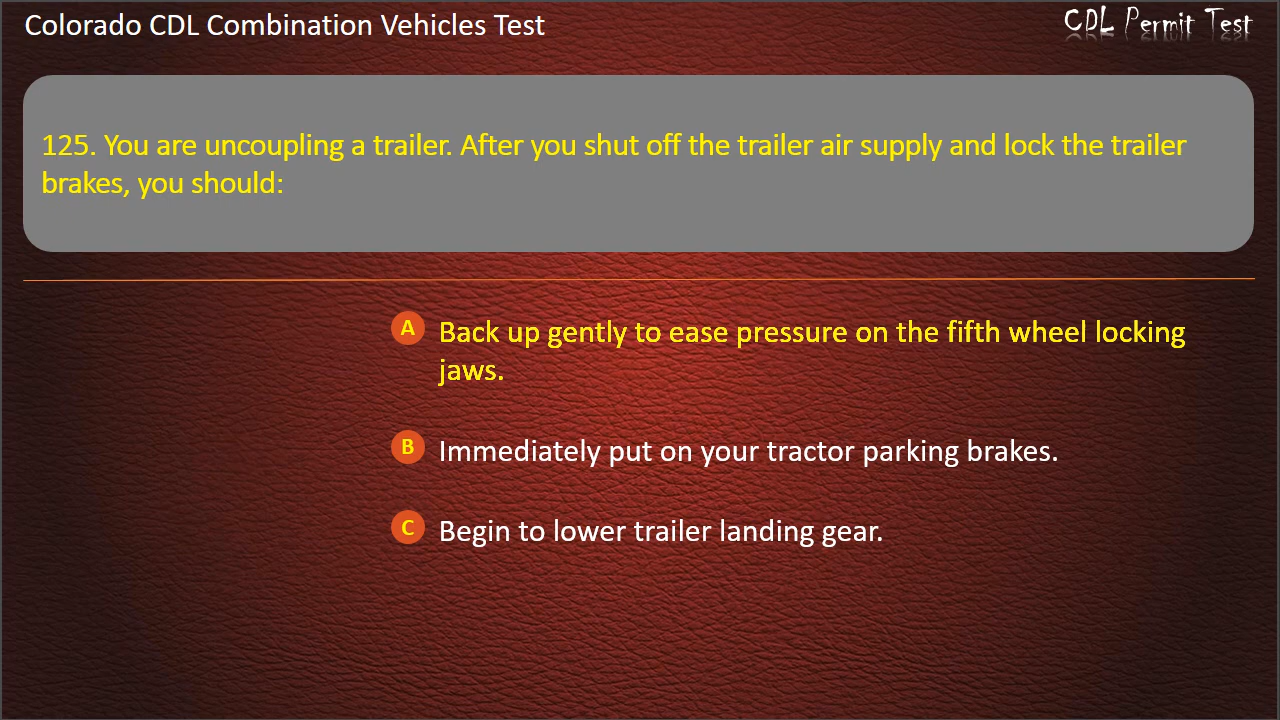 Colorado CDL Combination Vehicles Test
CDL Permit Test
125. You are uncoupling a trailer. After you shut off the trailer air supply and lock the trailer
brakes, you should:
A Back up gently to ease pressure on the fifth wheel locking
jaws.
B Immediately put on your tractor parking brakes.
C Begin to lower trailer landing gear.